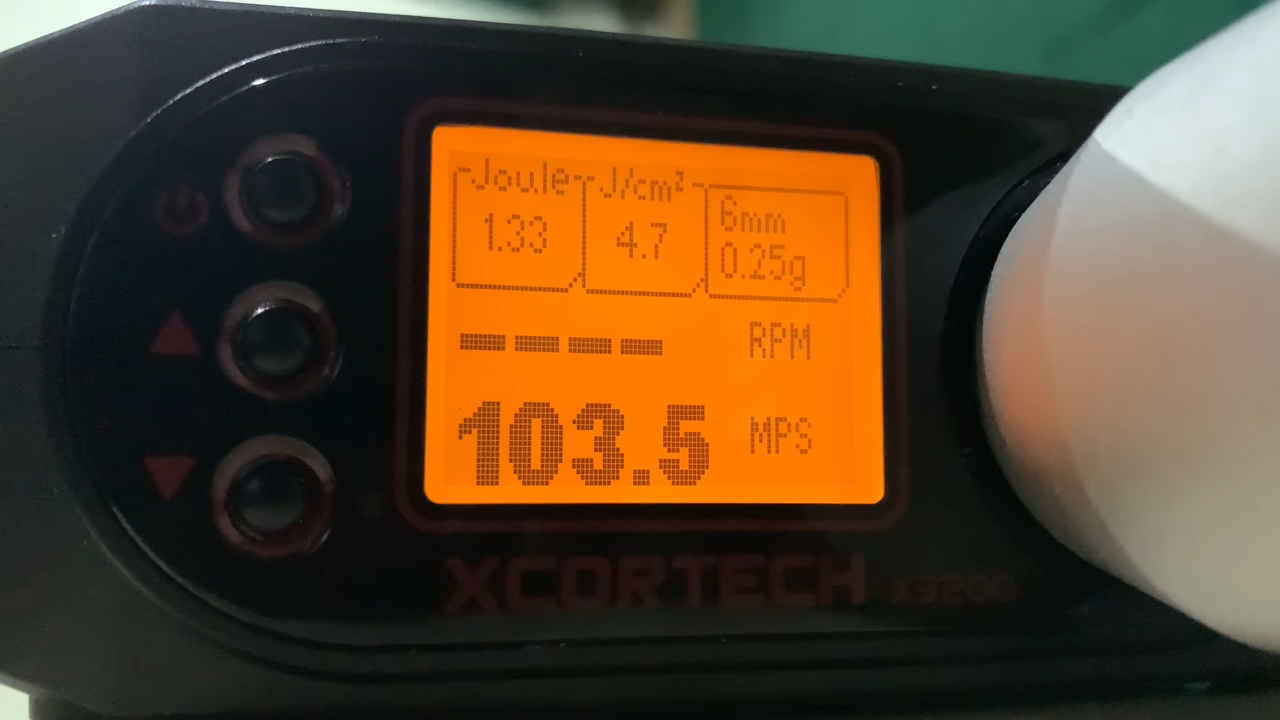 Joule J/cm² 6mm
1.33 4.7 0.25g
---- RPM
103.5 MPS
XCORTECH X3200